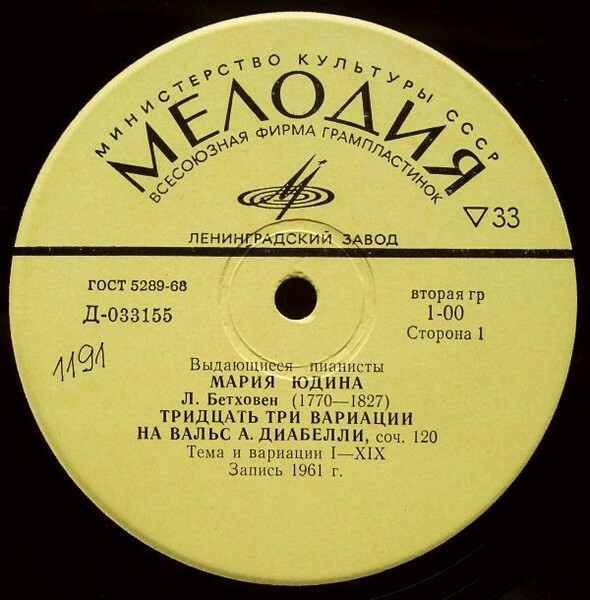 МИНИСТЕРСТВО КУЛЬТУРЫ СССР
МЕЛОДИЯ
ВСЕСОЮЗНАЯ ФИРМА ГРАМПЛАСТИНОК
▽33
ЛЕНИНГРАДСКИЙ ЗАВОД
ГОСТ 5289-68
Д-033155
вторая гр
1-00
Сторона 1
1191
Выдающиеся пианисты
МАРИЯ ЮДИНА
Л. Бетховен (1770—1827)
ТРИДЦАТЬ ТРИ ВАРИАЦИИ
НА ВАЛЬС А. ДИАБЕЛЛИ, соч. 120
Тема и вариации I—XIX
Запись 1961 г.